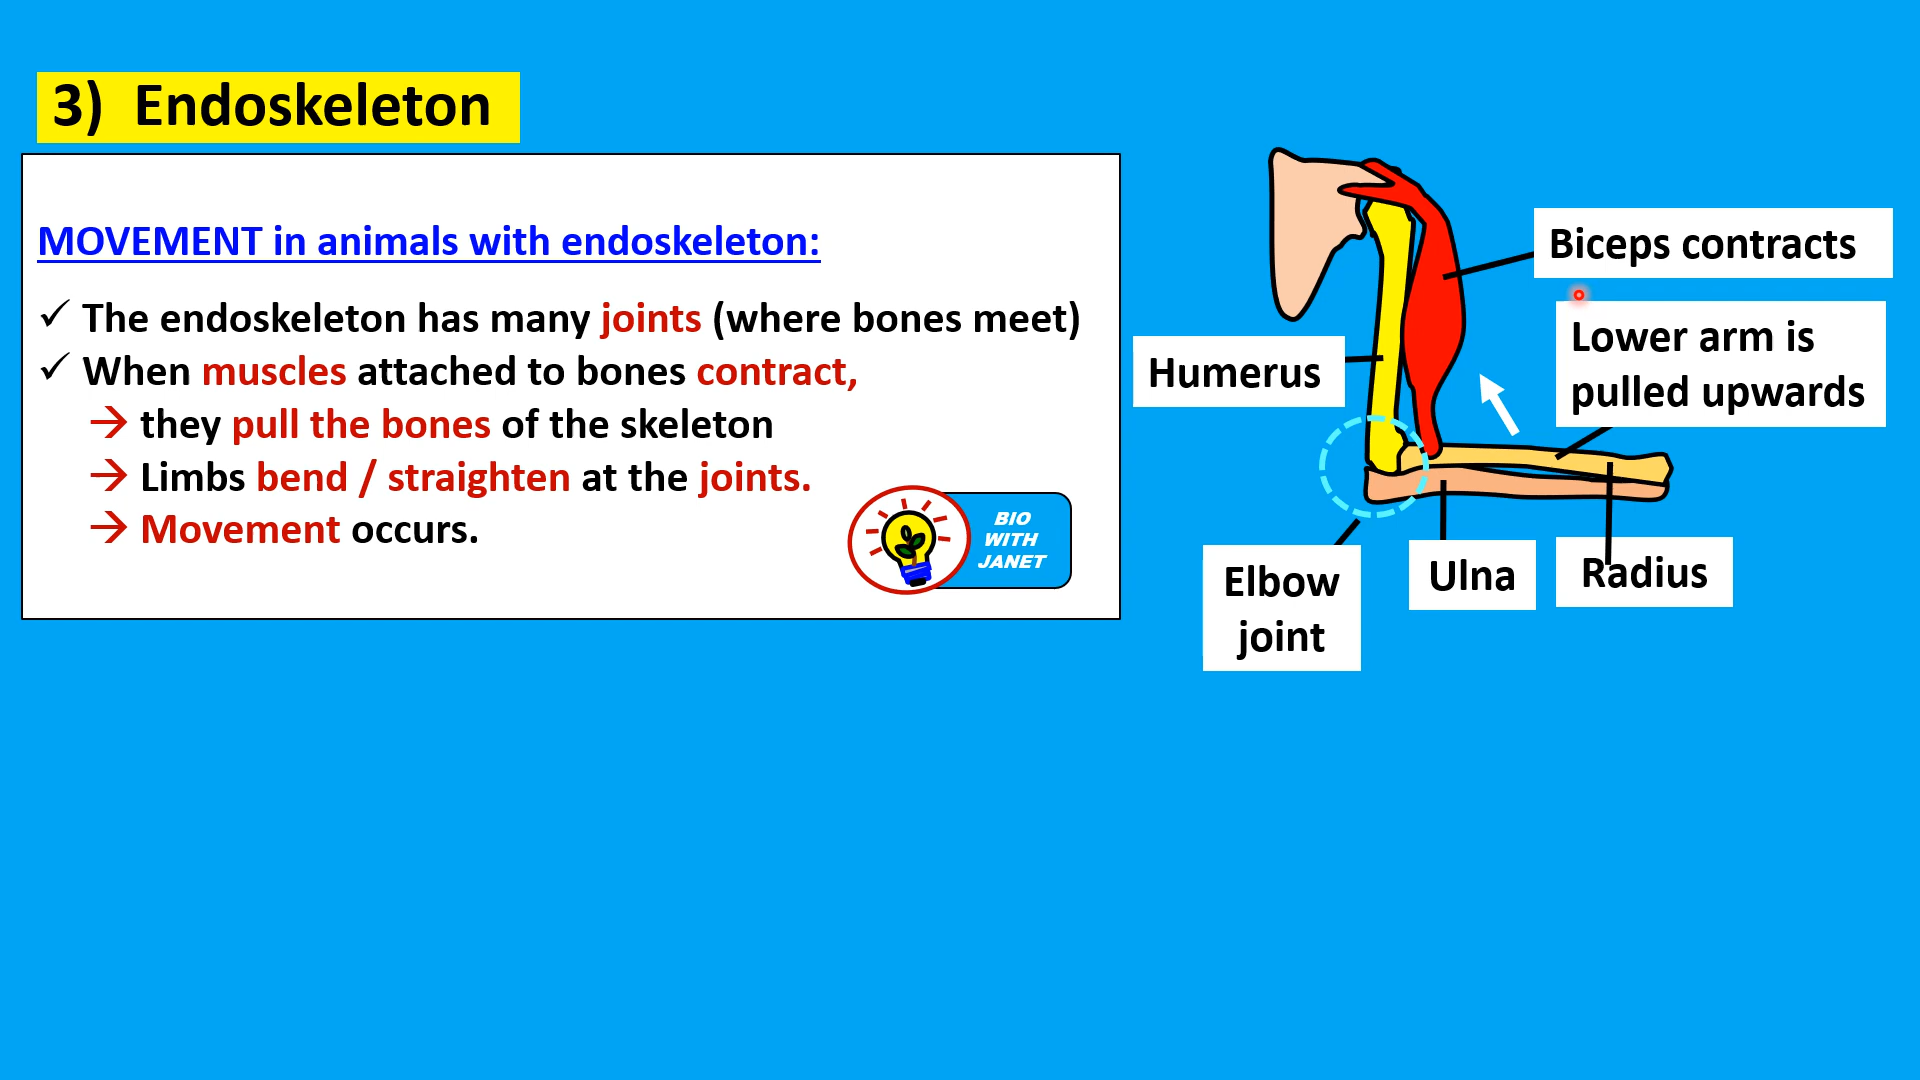 3) Endoskeleton
MOVEMENT in animals with endoskeleton:
✓ The endoskeleton has many joints (where bones meet)
✓ When muscles attached to bones contract,
→ they pull the bones of the skeleton
→ Limbs bend / straighten at the joints.
→ Movement occurs.
BIO
WITH
JANET
Biceps contracts
Lower arm is
pulled upwards
Humerus
Elbow
joint
Ulna
Radius